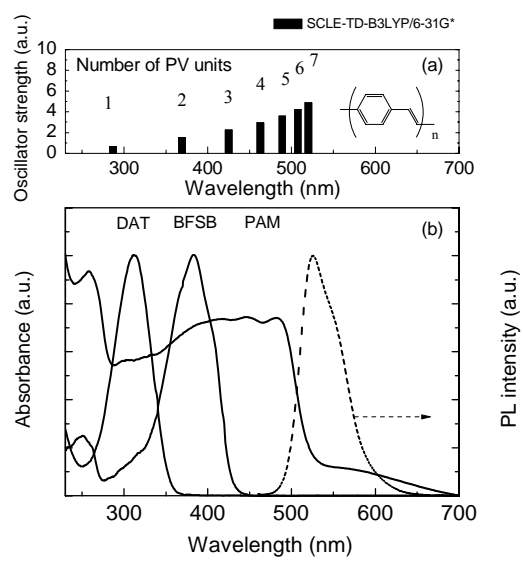 SCLE-TD-B3LYP/6-31G*
Oscillator strength (a.u.)
10
8
6
4
2
0
Number of PV units
(a)
1
2
3
4
5
6
7
n
300
400
500
600
700
Wavelength (nm)
DAT
BFSB
PAM
(b)
Absorbance (a.u.)
PL intensity (a.u.)
300
400
500
600
700
Wavelength (nm)